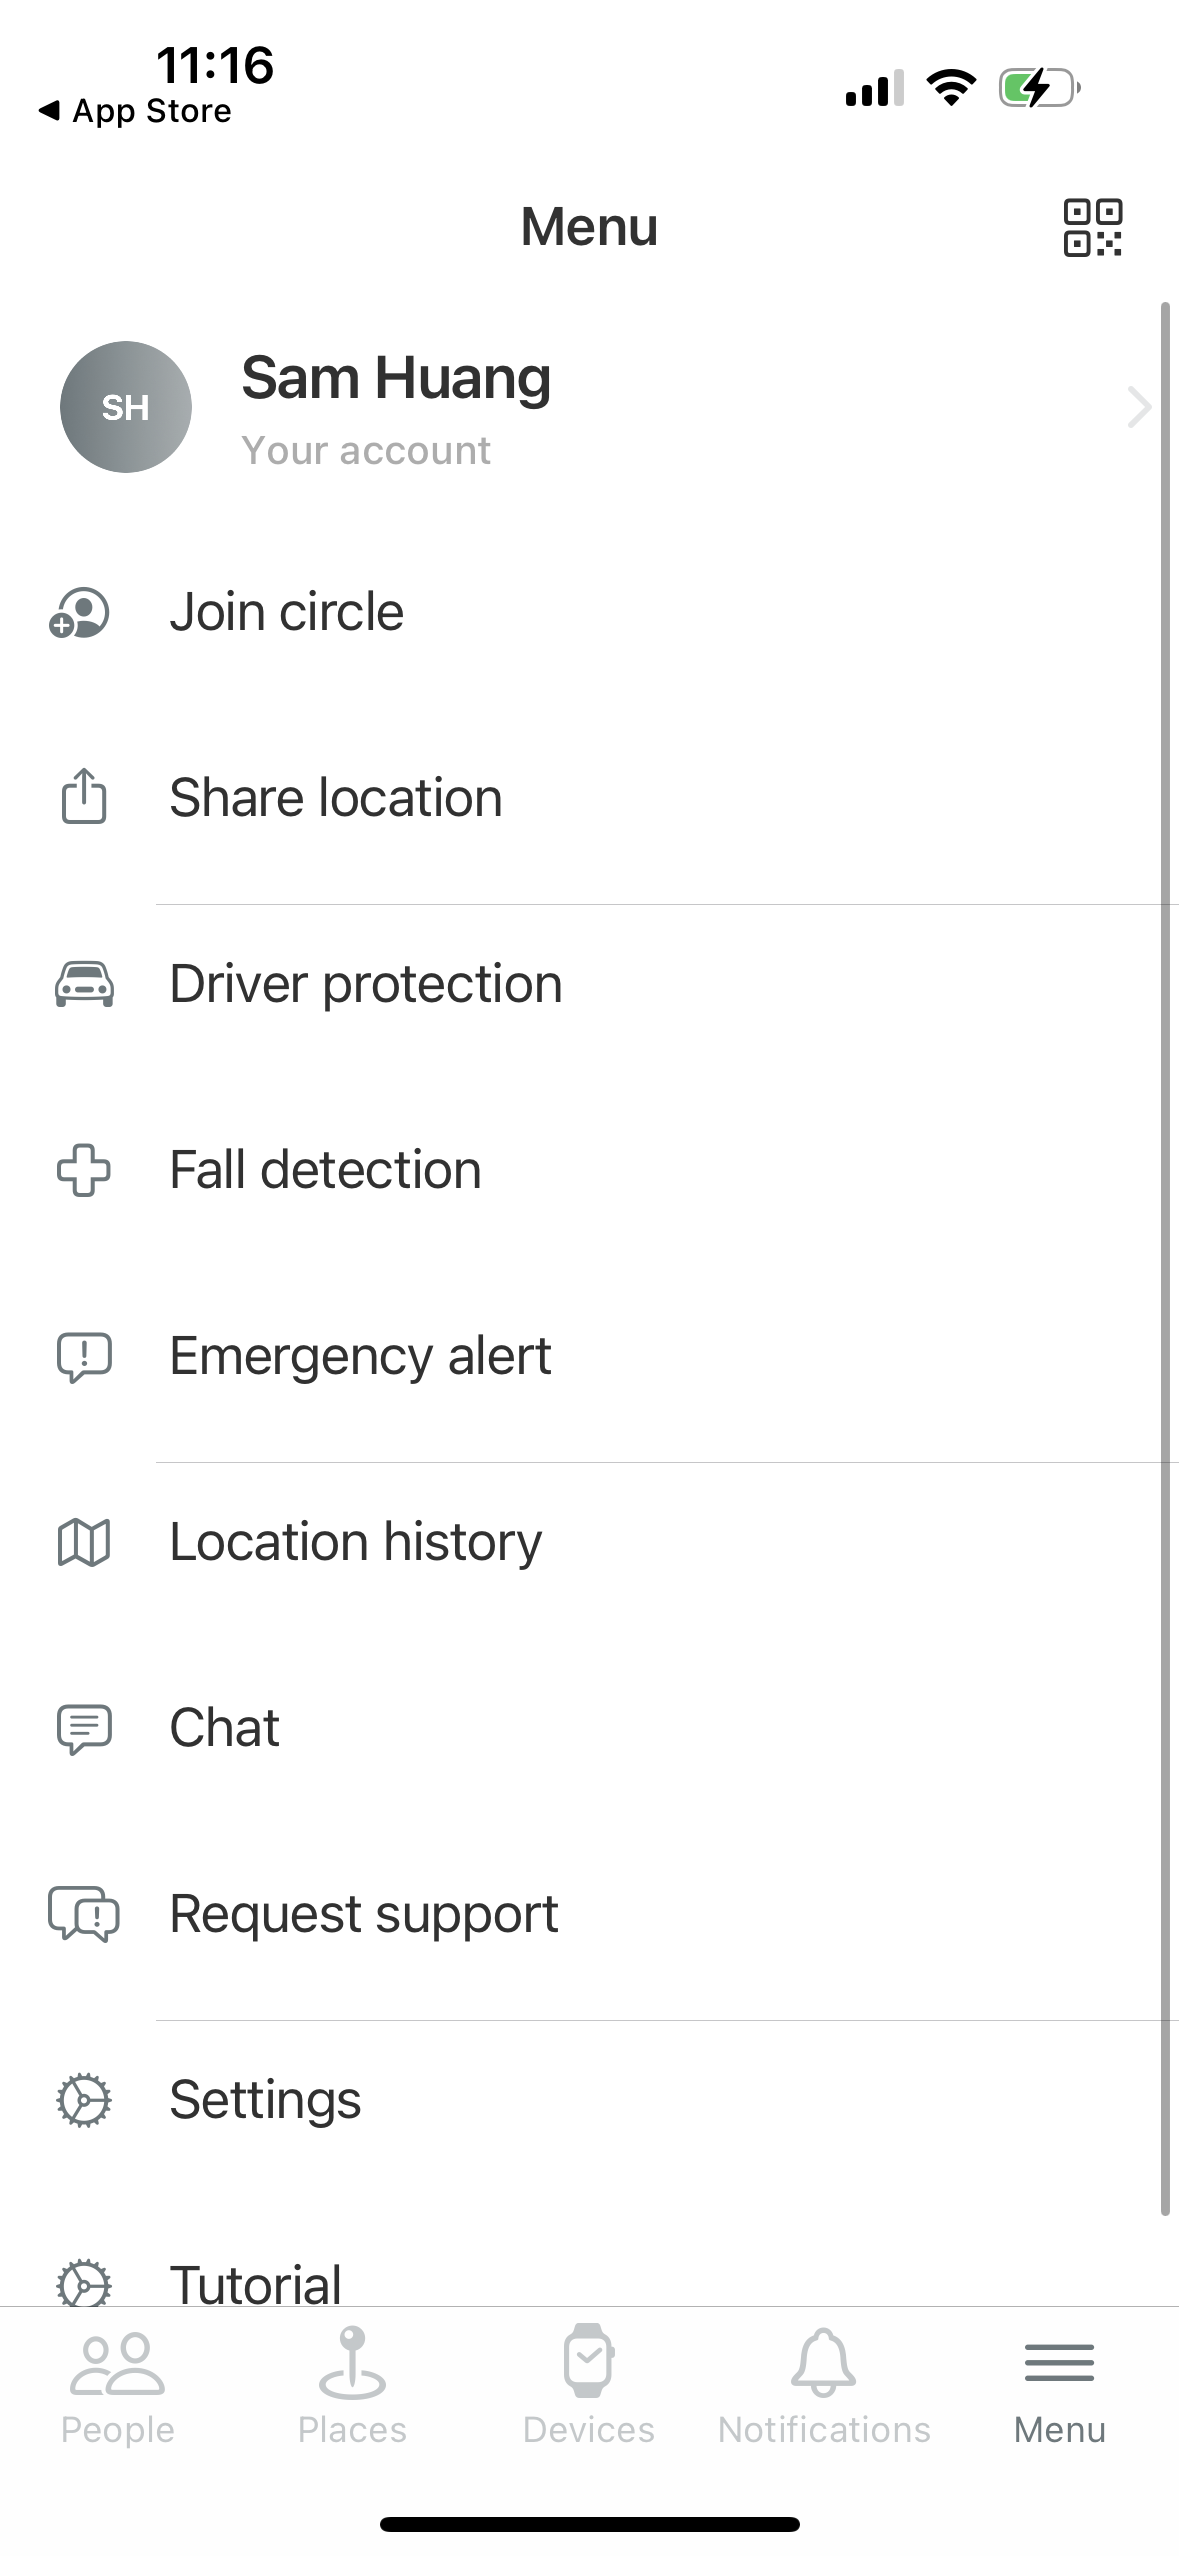 11:16
App Store
Menu
SH
Sam Huang
Your account
Join circle
Share location
Driver protection
Fall detection
Emergency alert
Location history
Chat
Request support
Settings
Tutorial
People
Places
Devices
Notifications
Menu